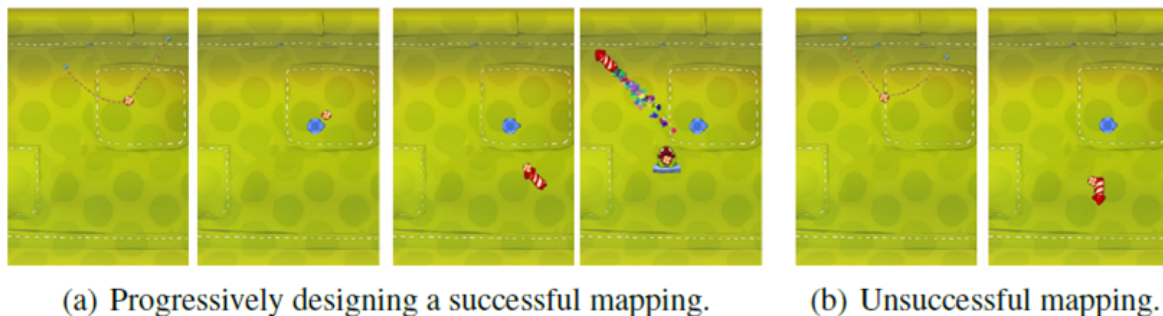 (a) Progressively designing a successful mapping.
(b) Unsuccessful mapping.